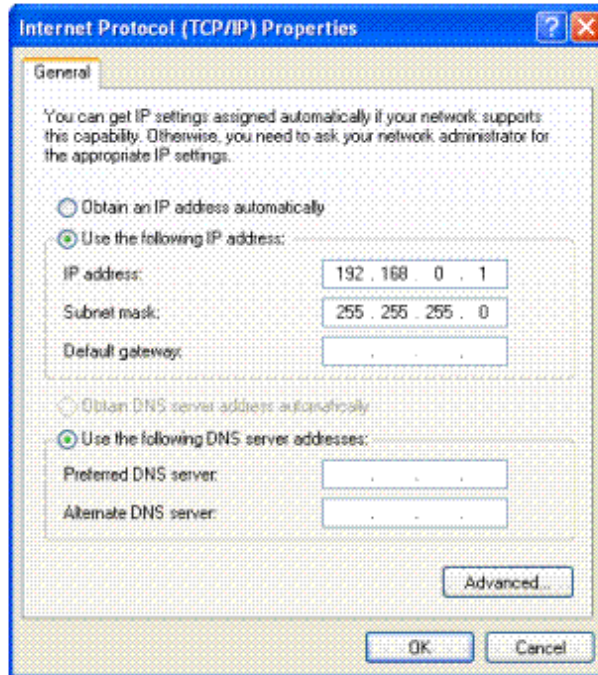 Internet Protocol (TCP/IP) Properties
General
You can get IP settings assigned automatically if your network supports
this capability. Otherwise, you need to ask your network administrator for
the appropriate IP settings.
Obtain an IP address automatically
Use the following IP address:
IP address: 192 . 168 . 0 . 1
Subnet mask: 255 . 255 . 255 . 0
Default gateway: . . .
Obtain DNS server address automatically
Use the following DNS server addresses:
Preferred DNS server: . . .
Alternate DNS server: . . .
Advanced...
OK Cancel